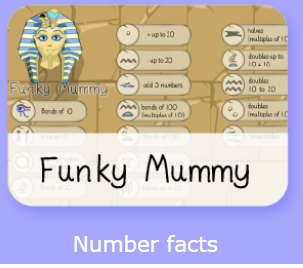 + up to 10
halves
(multiples of 10
- up to 20
doubles up to
10 + 10
Funky Mummy
add 3 numbers
doubles
10 to 20
Bonds of 10
bonds of 100
(multiples of 10)
doubles
(multiples of 10
Funky Mummy
Number facts